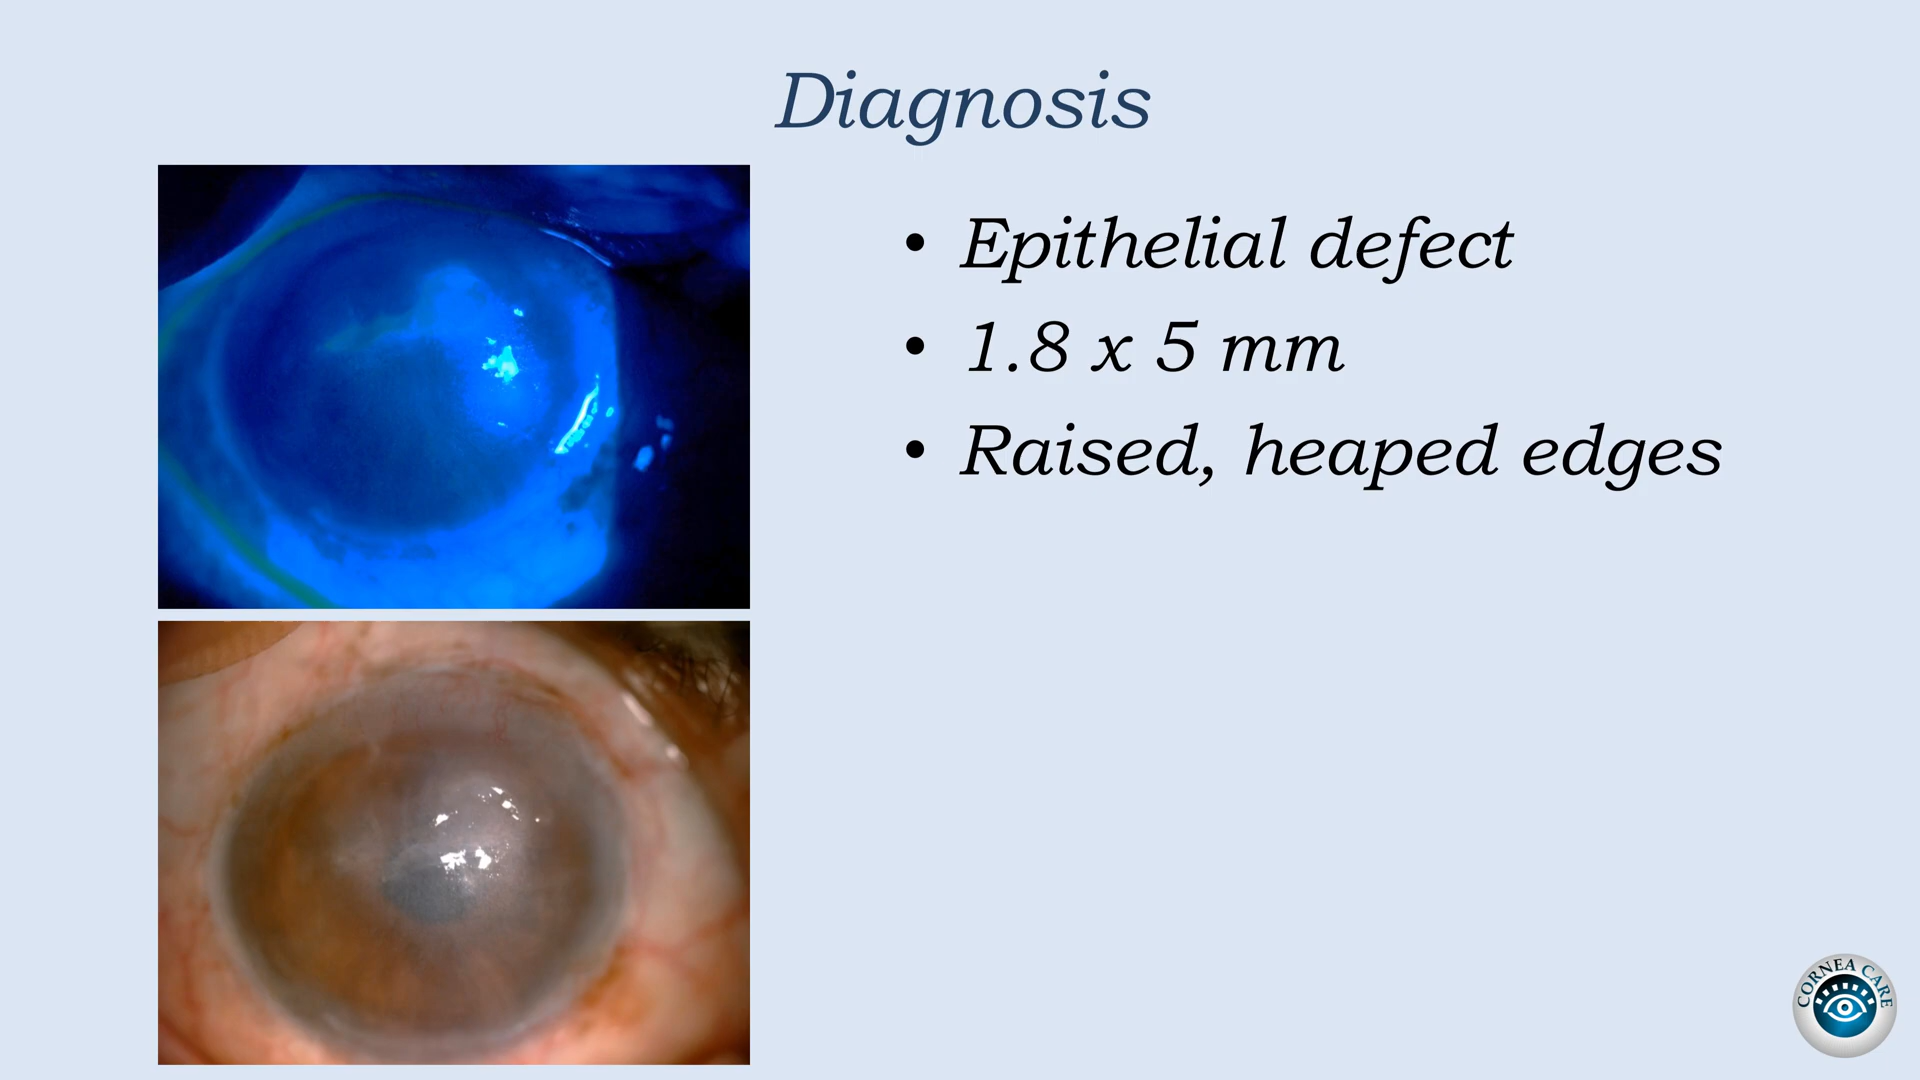 Diagnosis
• Epithelial defect
• 1.8 x 5 mm
• Raised, heaped edges
CORNEA CARE